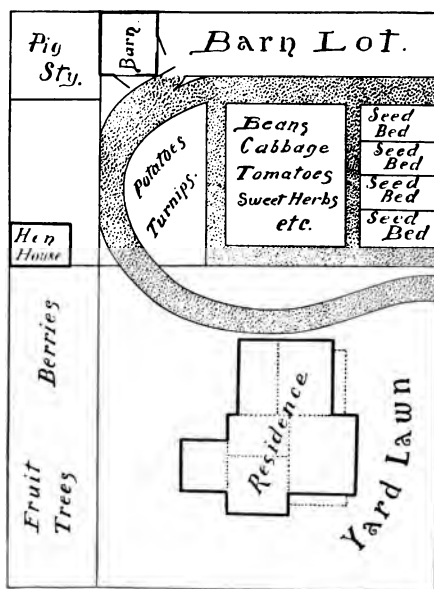 Pig
Sty.
Barn
Barn Lot.
Potatoes
Turnips.
Beans
Cabbage
Tomatoes
Sweet Herbs
etc.
Seed
Bed
Seed
Bed
Seed
Bed
Seed
Bed
Hen
House
Berries
Fruit
Trees
Residence
Yard Lawn